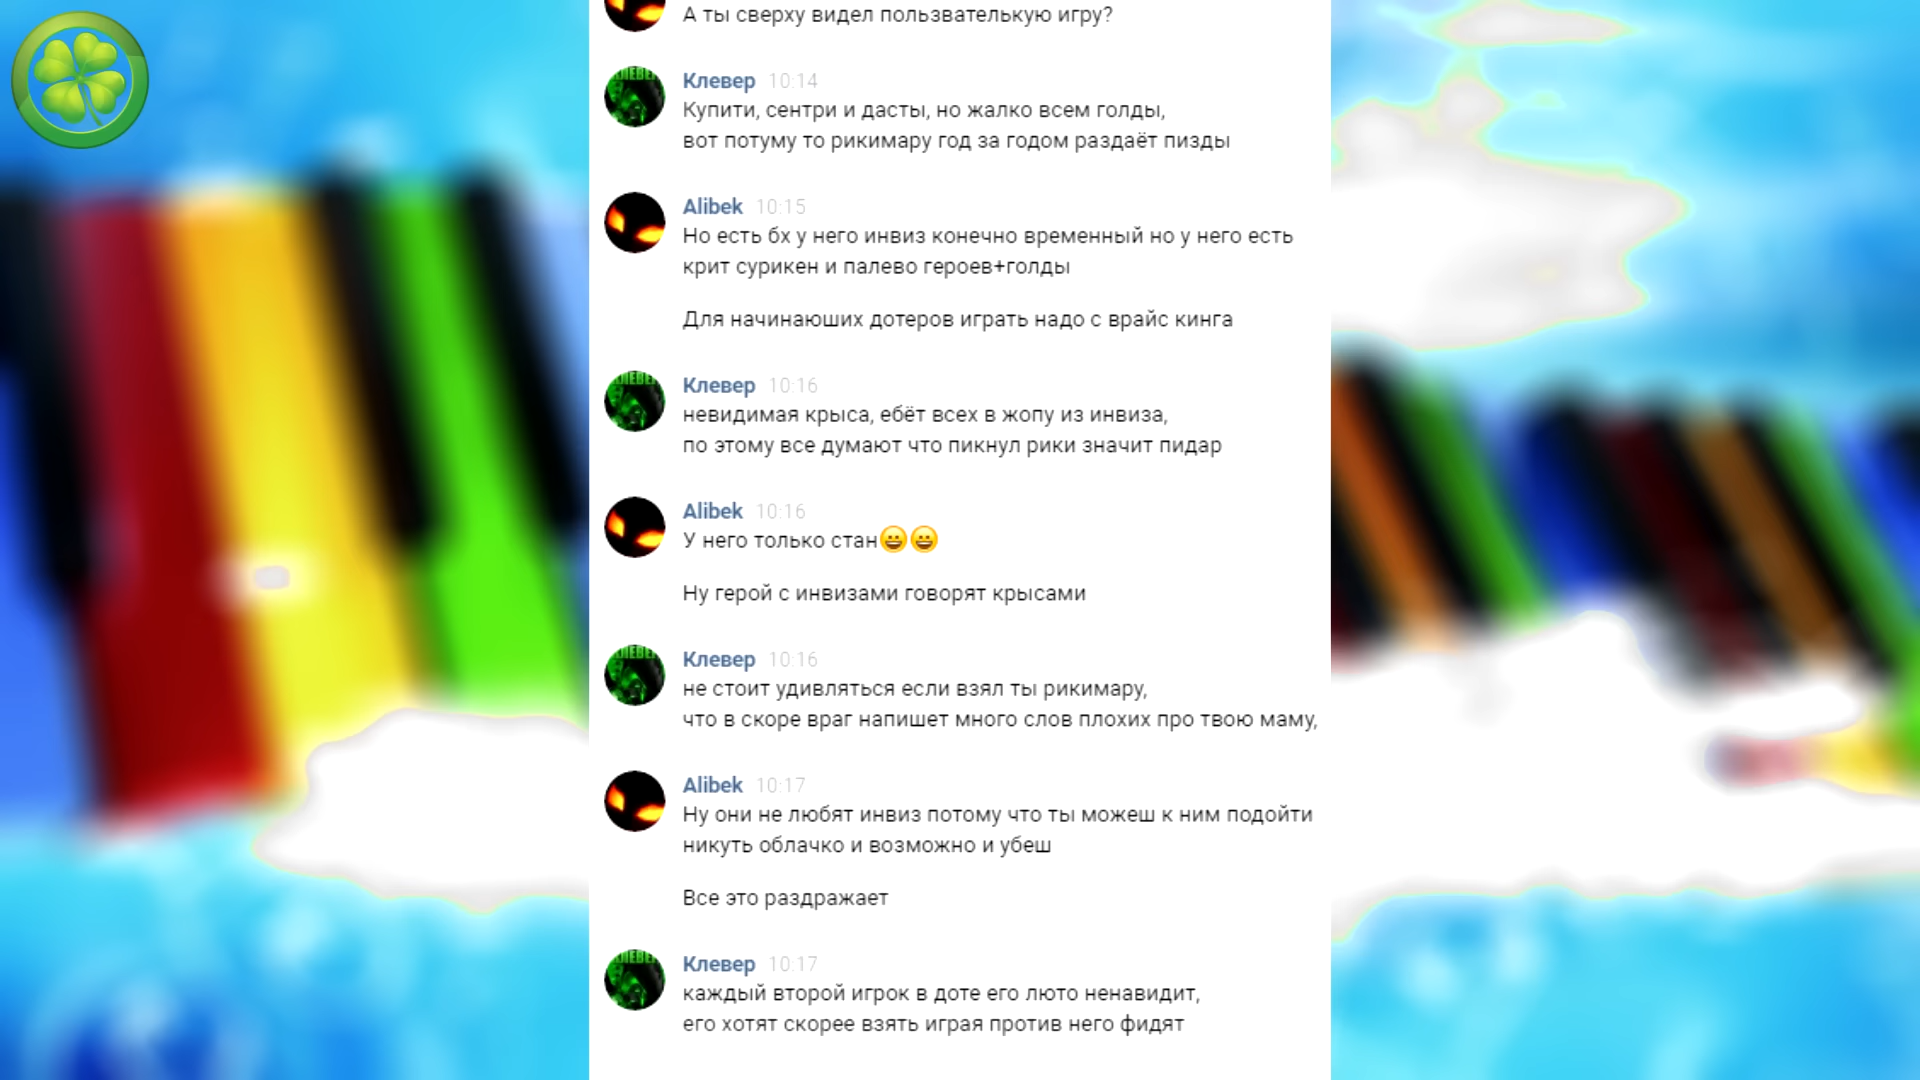 А ты сверху видел пользвателькую игру?
Клевер 10:14
Купити, сентри и дасты, но жалко всем голды,
вот потуму то рикимару год за годом раздаёт пизды
Alibek 10:15
Но есть бх у него инвиз конечно временный но у него есть
крит сурикен и палево героев+голды
Для начинаюших дотеров играть надо с врайс кинга
Клевер 10:16
невидимая крыса, ебёт всех в жопу из инвиза,
по этому все думают что пикнул рики значит пидар
Alibek 10:16
У него только стан😀😀
Ну герой с инвизами говорят крысами
Клевер 10:16
не стоит удивляться если взял ты рикимару,
что в скоре враг напишет много слов плохих про твою маму,
Alibek 10:17
Ну они не любят инвиз потому что ты можеш к ним подойти
никуть облачко и возможно и убеш
Все это раздражает
Клевер 10:17
каждый второй игрок в доте его люто ненавидит,
его хотят скорее взять играя против него фидят